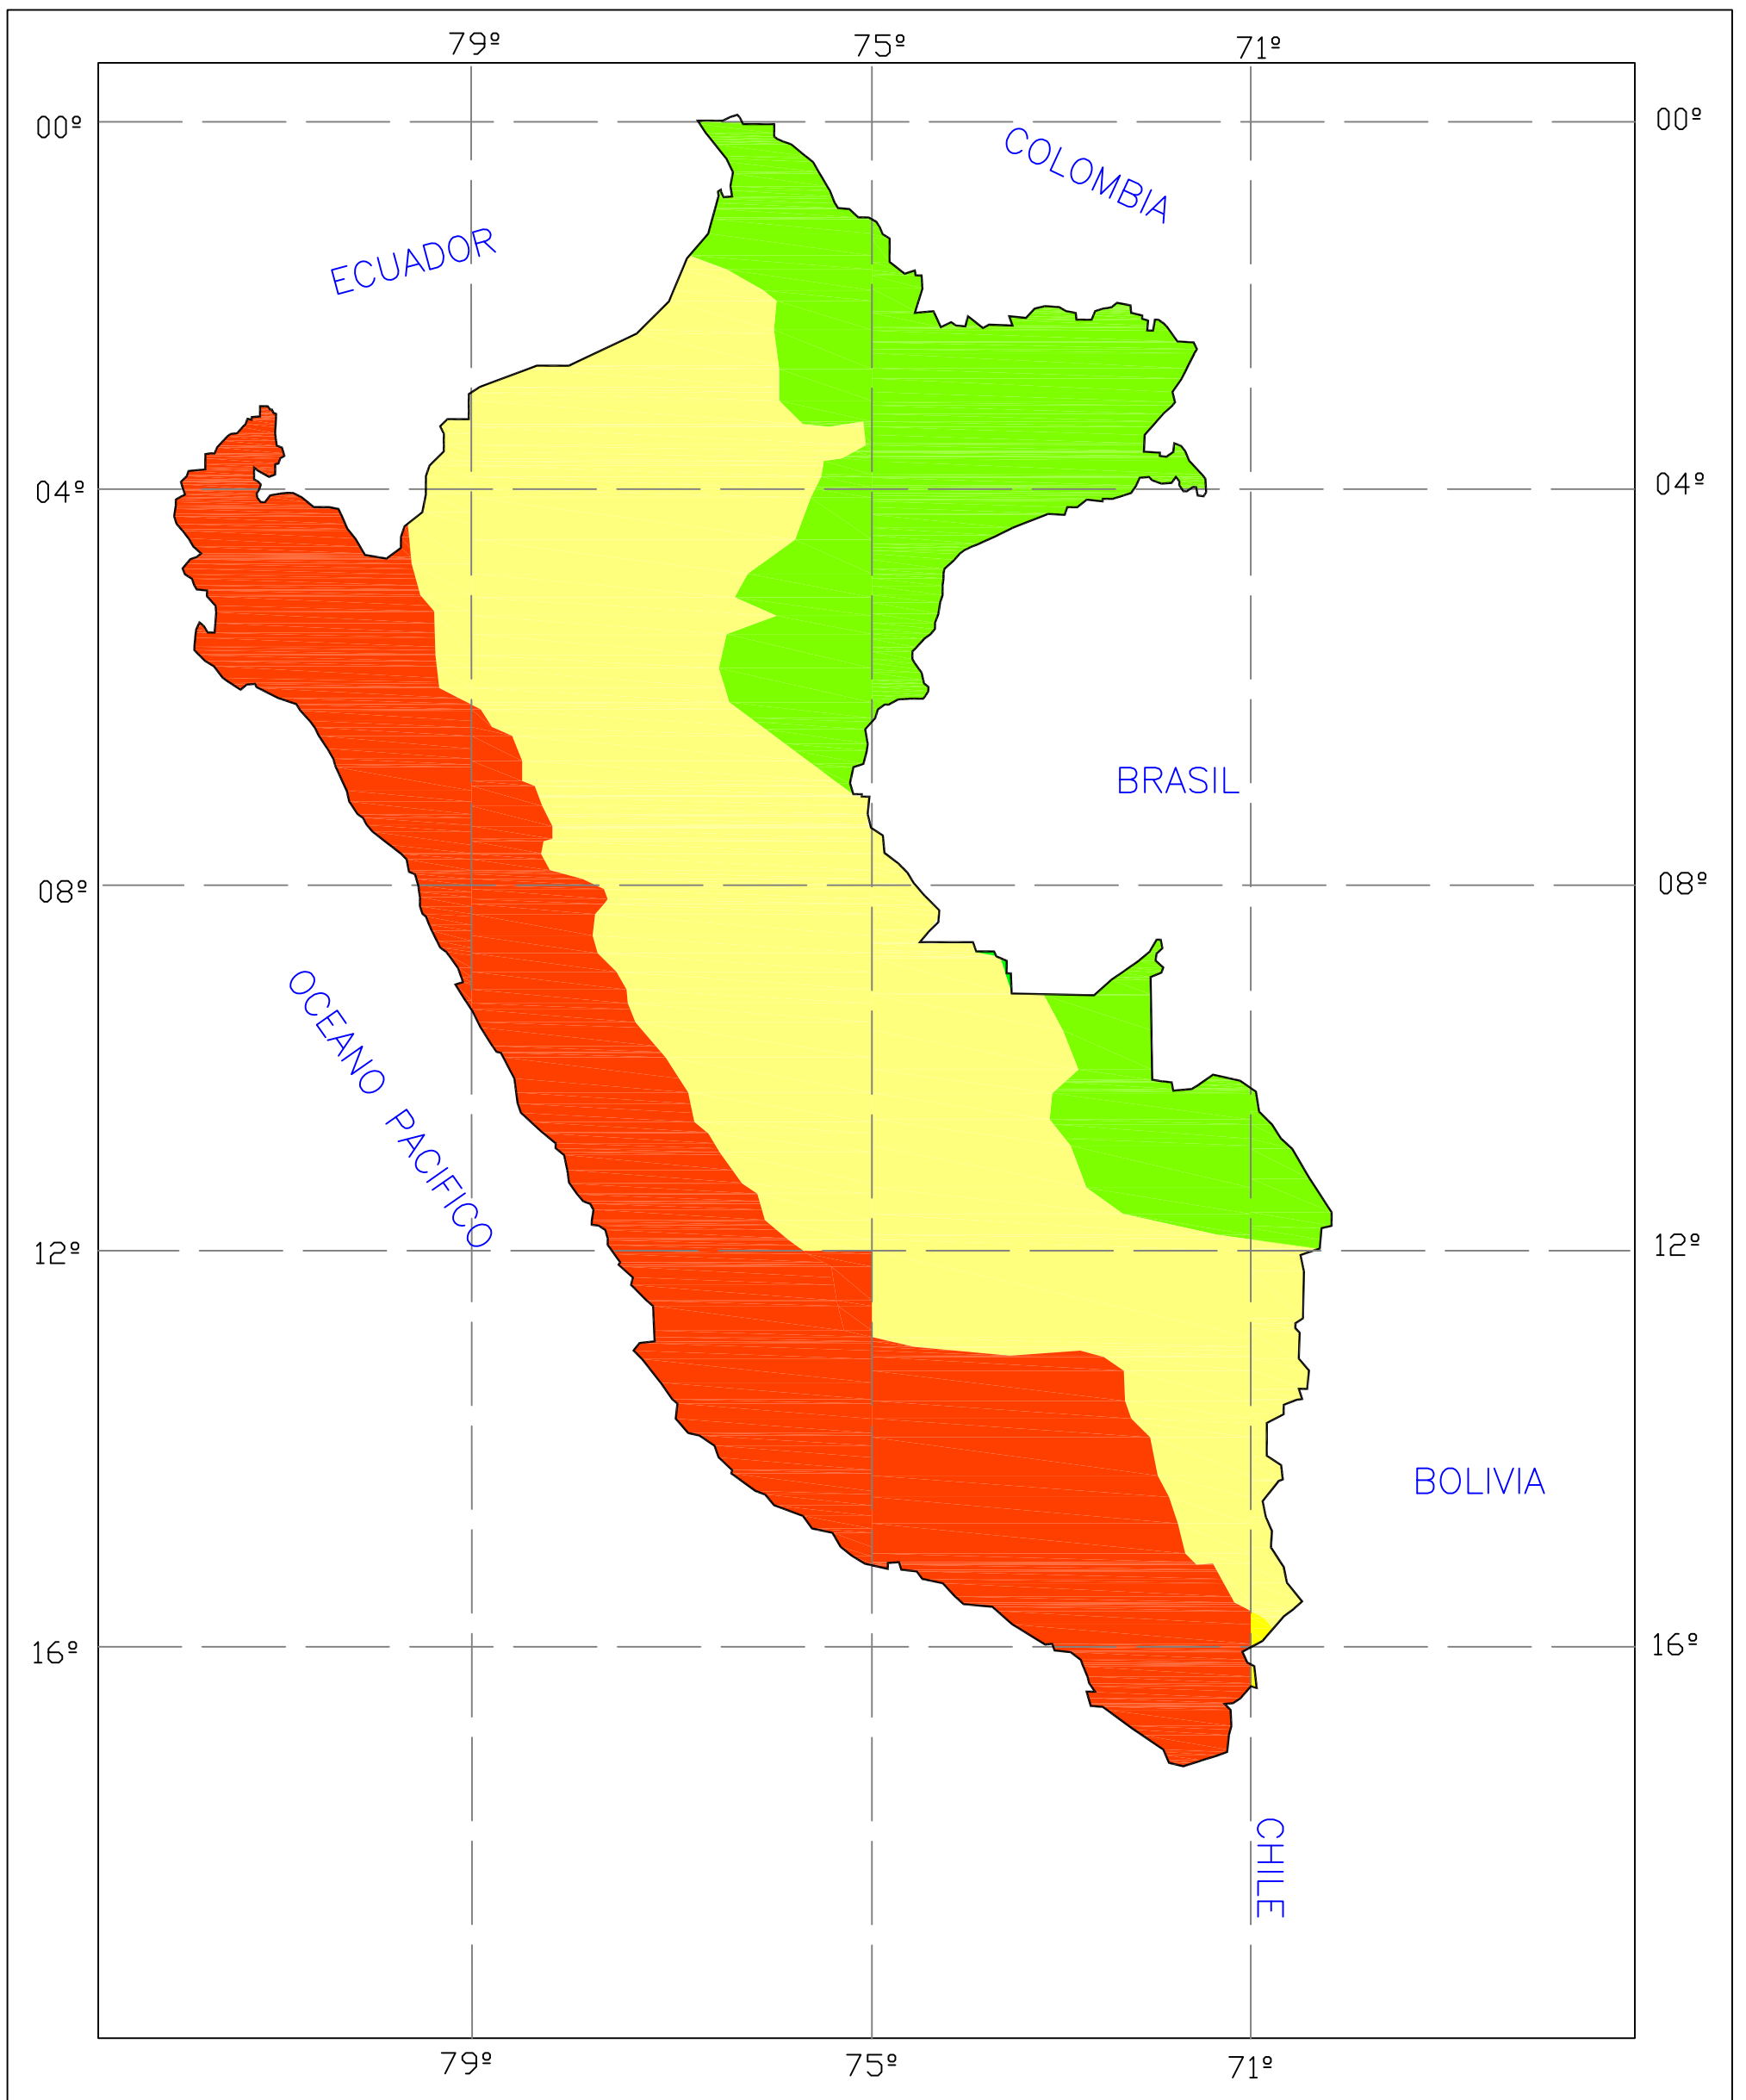 79º 75º 71º
00º 00º
COLOMBIA
ECUADOR
04º 04º
BRASIL
08º 08º
OCEANO PACIFICO
12º 12º
BOLIVIA
16º 16º
CHILE
79º 75º 71º